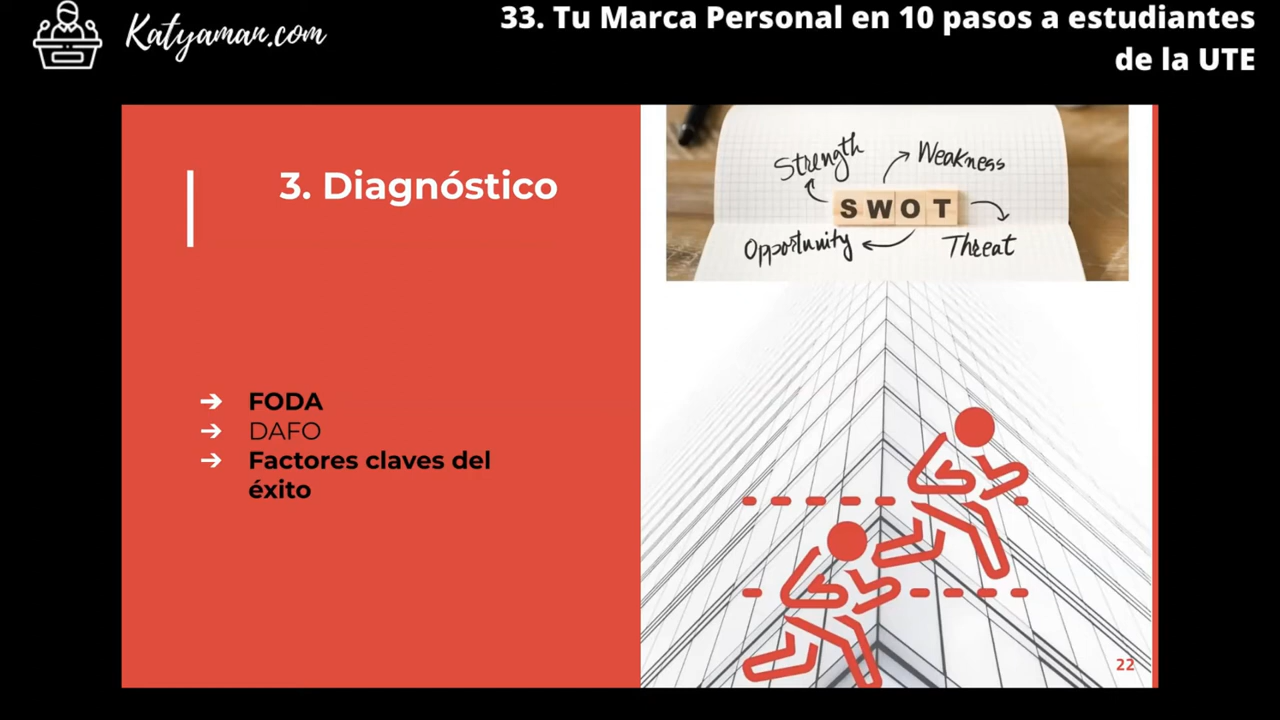 Katyaman.com
33. Tu Marca Personal en 10 pasos a estudiantes
de la UTE
3. Diagnóstico
➔ FODA
➔ DAFO
➔ Factores claves del
éxito
Strength
Weakness
SWOT
Opportunity
Threat
22